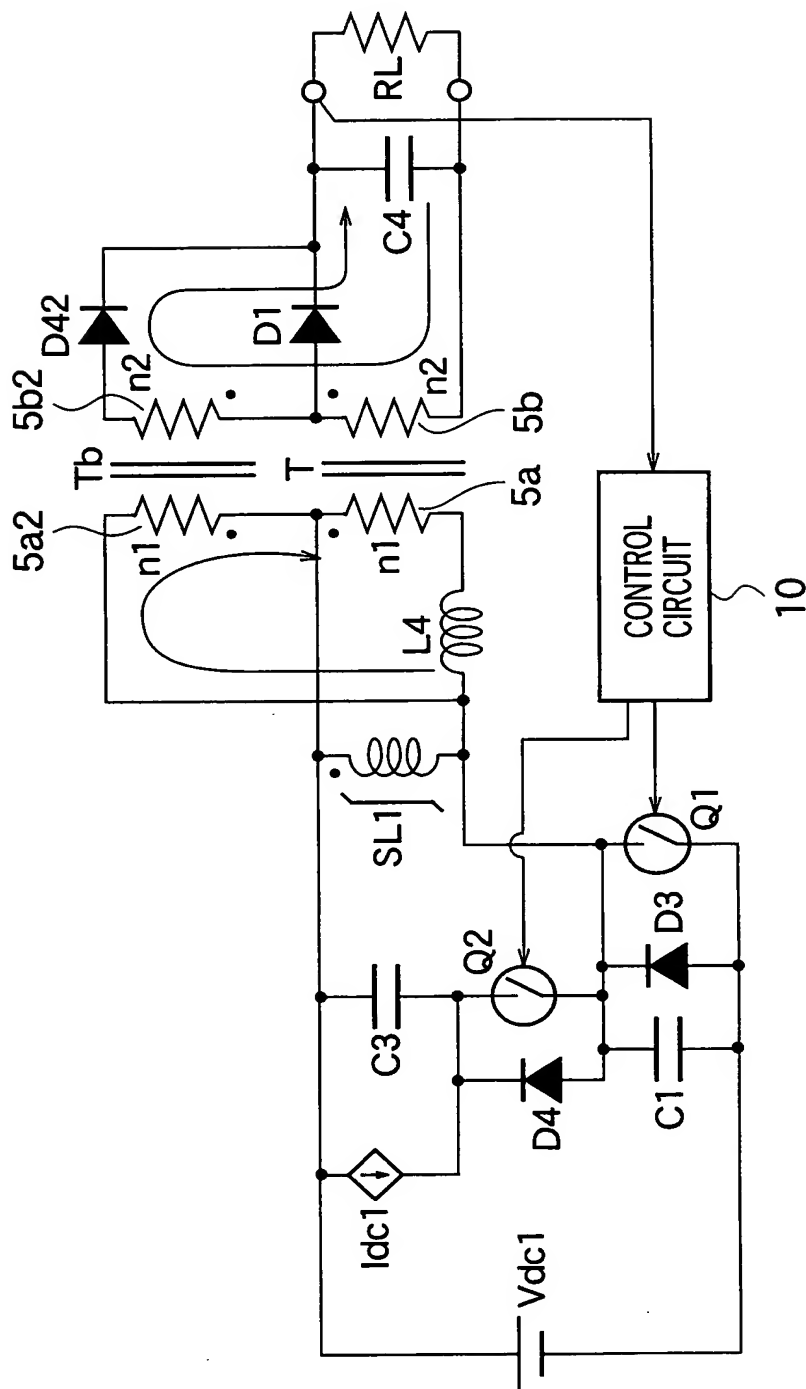 Vdc1
Idc1
C3
D4
Q2
C1
D3
Q1
SL1
L4
5a2
n1
n1
5a
Tb
T
5b2
n2
n2
5b
D42
D1
C4
RL
CONTROL
CIRCUIT
10